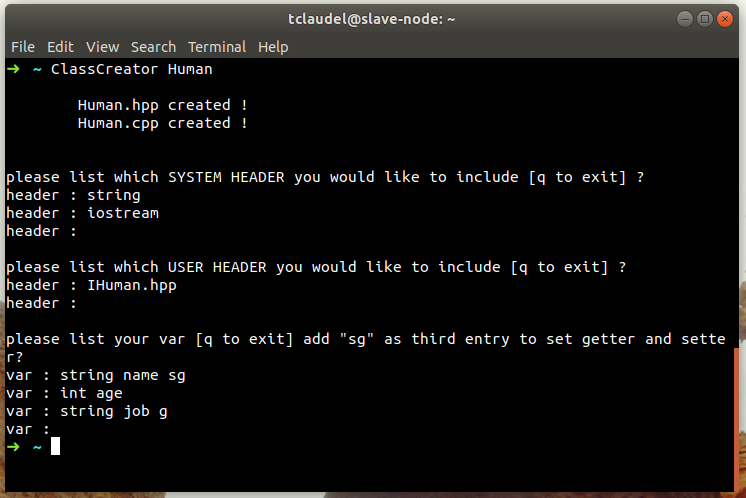 tclaudel@slave-node: ~
File Edit View Search Terminal Help
➜ ~ ClassCreator Human
Human.hpp created !
Human.cpp created !
please list which SYSTEM HEADER you would like to include [q to exit] ?
header : string
header : iostream
header :
please list which USER HEADER you would like to include [q to exit] ?
header : IHuman.hpp
header :
please list your var [q to exit] add "sg" as third entry to set getter and sette
r?
var : string name sg
var : int age
var : string job g
var :
➜ ~